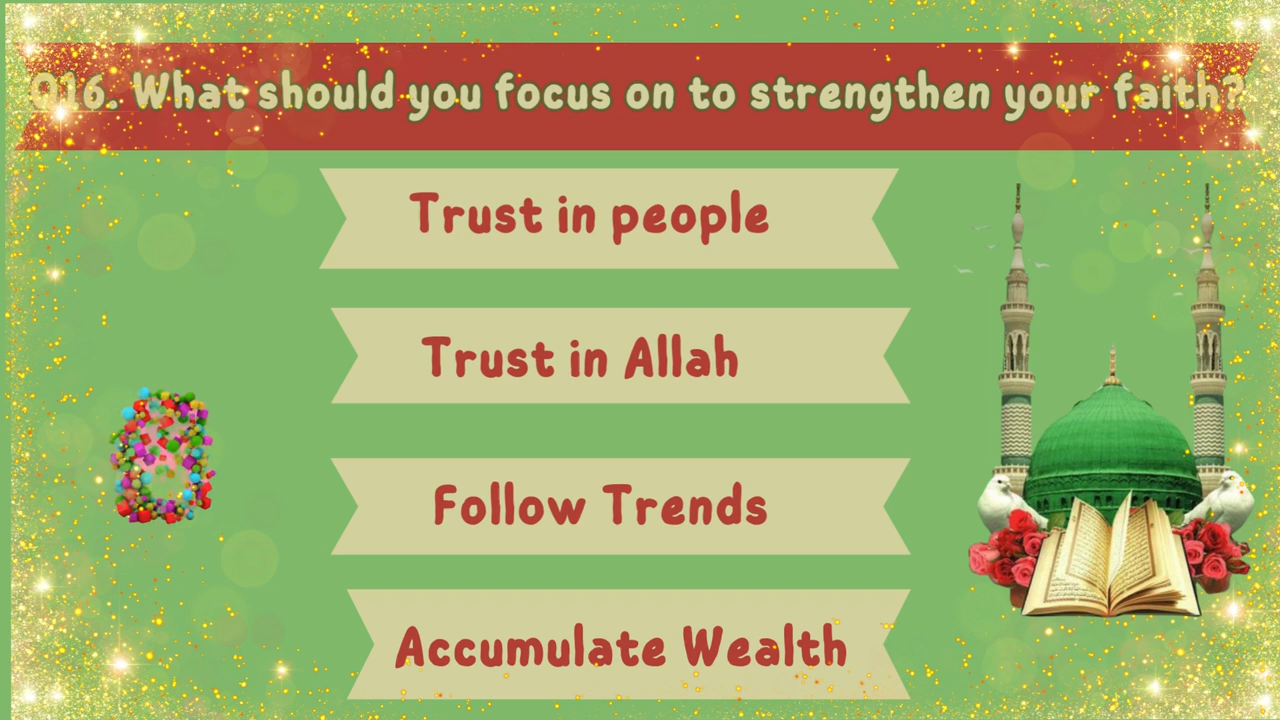 Q16. What should you focus on to strengthen your faith?
Trust in people
Trust in Allah
Follow Trends
Accumulate Wealth